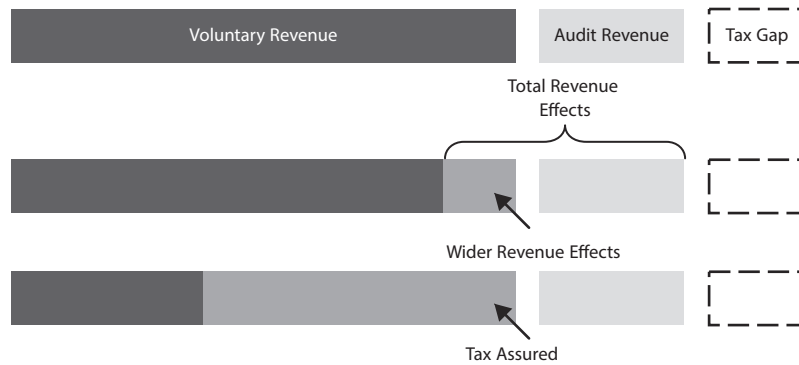 Voluntary Revenue
Audit Revenue
Tax Gap
Total Revenue
Effects
Wider Revenue Effects
Tax Assured